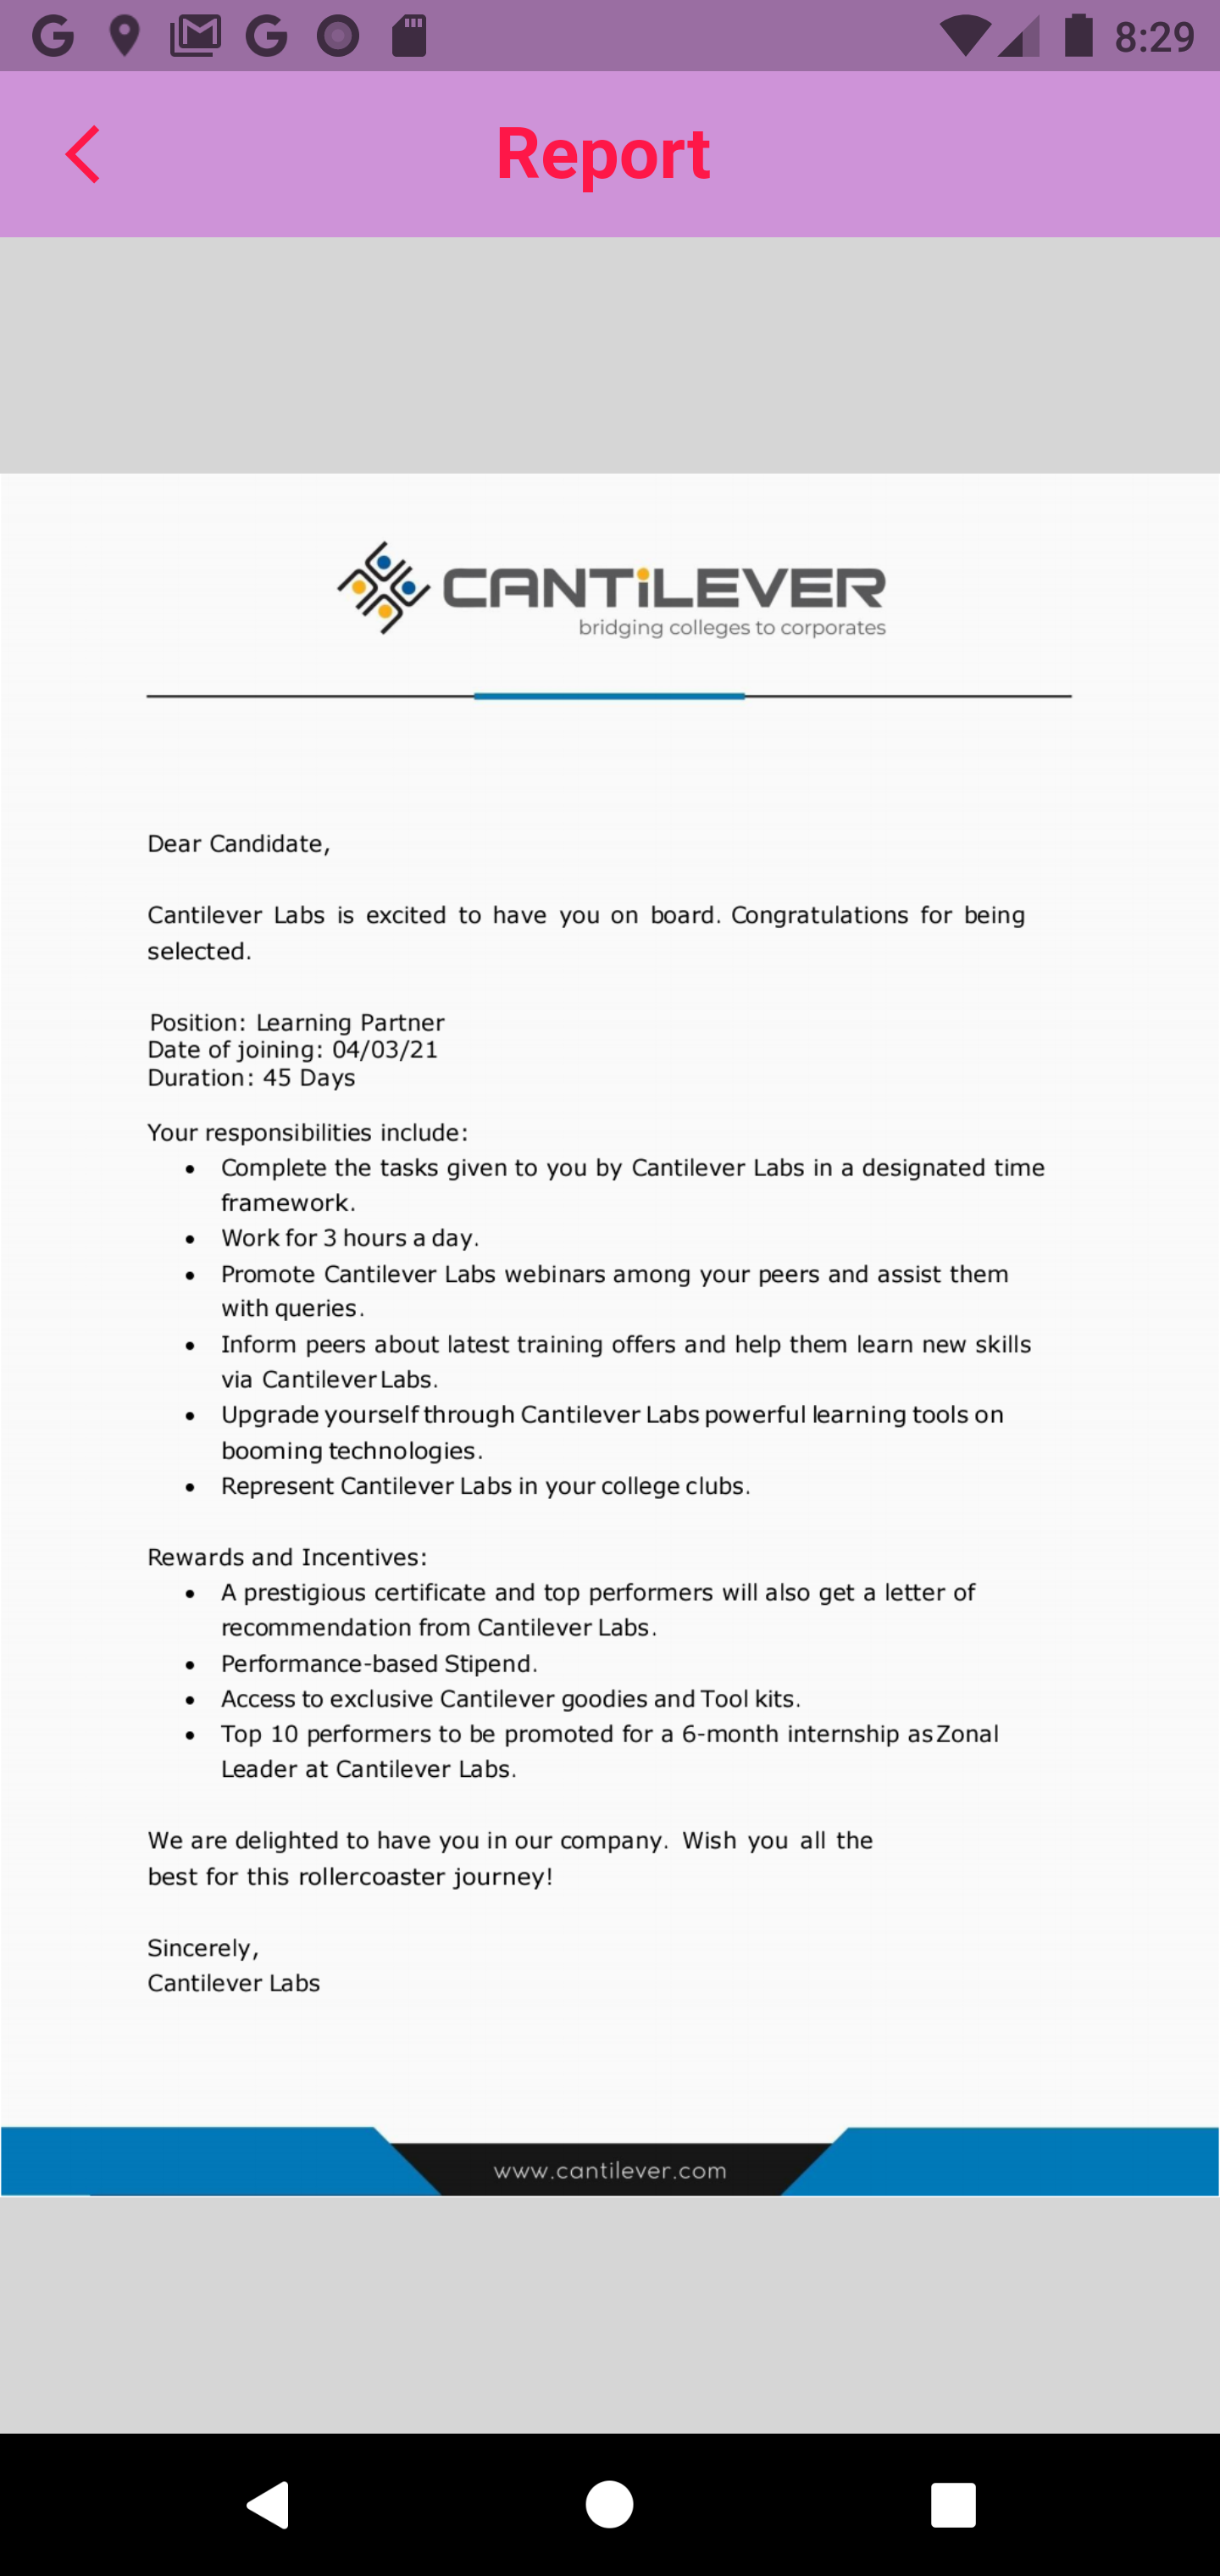 8:29
Report
CANTiLEVER
bridging colleges to corporates
Dear Candidate,
Cantilever Labs is excited to have you on board. Congratulations for being
selected.
Position: Learning Partner
Date of joining: 04/03/21
Duration: 45 Days
Your responsibilities include:
• Complete the tasks given to you by Cantilever Labs in a designated time
framework.
• Work for 3 hours a day.
• Promote Cantilever Labs webinars among your peers and assist them
with queries.
• Inform peers about latest training offers and help them learn new skills
via Cantilever Labs.
• Upgrade yourself through Cantilever Labs powerful learning tools on
booming technologies.
• Represent Cantilever Labs in your college clubs.
Rewards and Incentives:
• A prestigious certificate and top performers will also get a letter of
recommendation from Cantilever Labs.
• Performance-based Stipend.
• Access to exclusive Cantilever goodies and Tool kits.
• Top 10 performers to be promoted for a 6-month internship as Zonal
Leader at Cantilever Labs.
We are delighted to have you in our company. Wish you all the
best for this rollercoaster journey!
Sincerely,
Cantilever Labs
www.cantilever.com